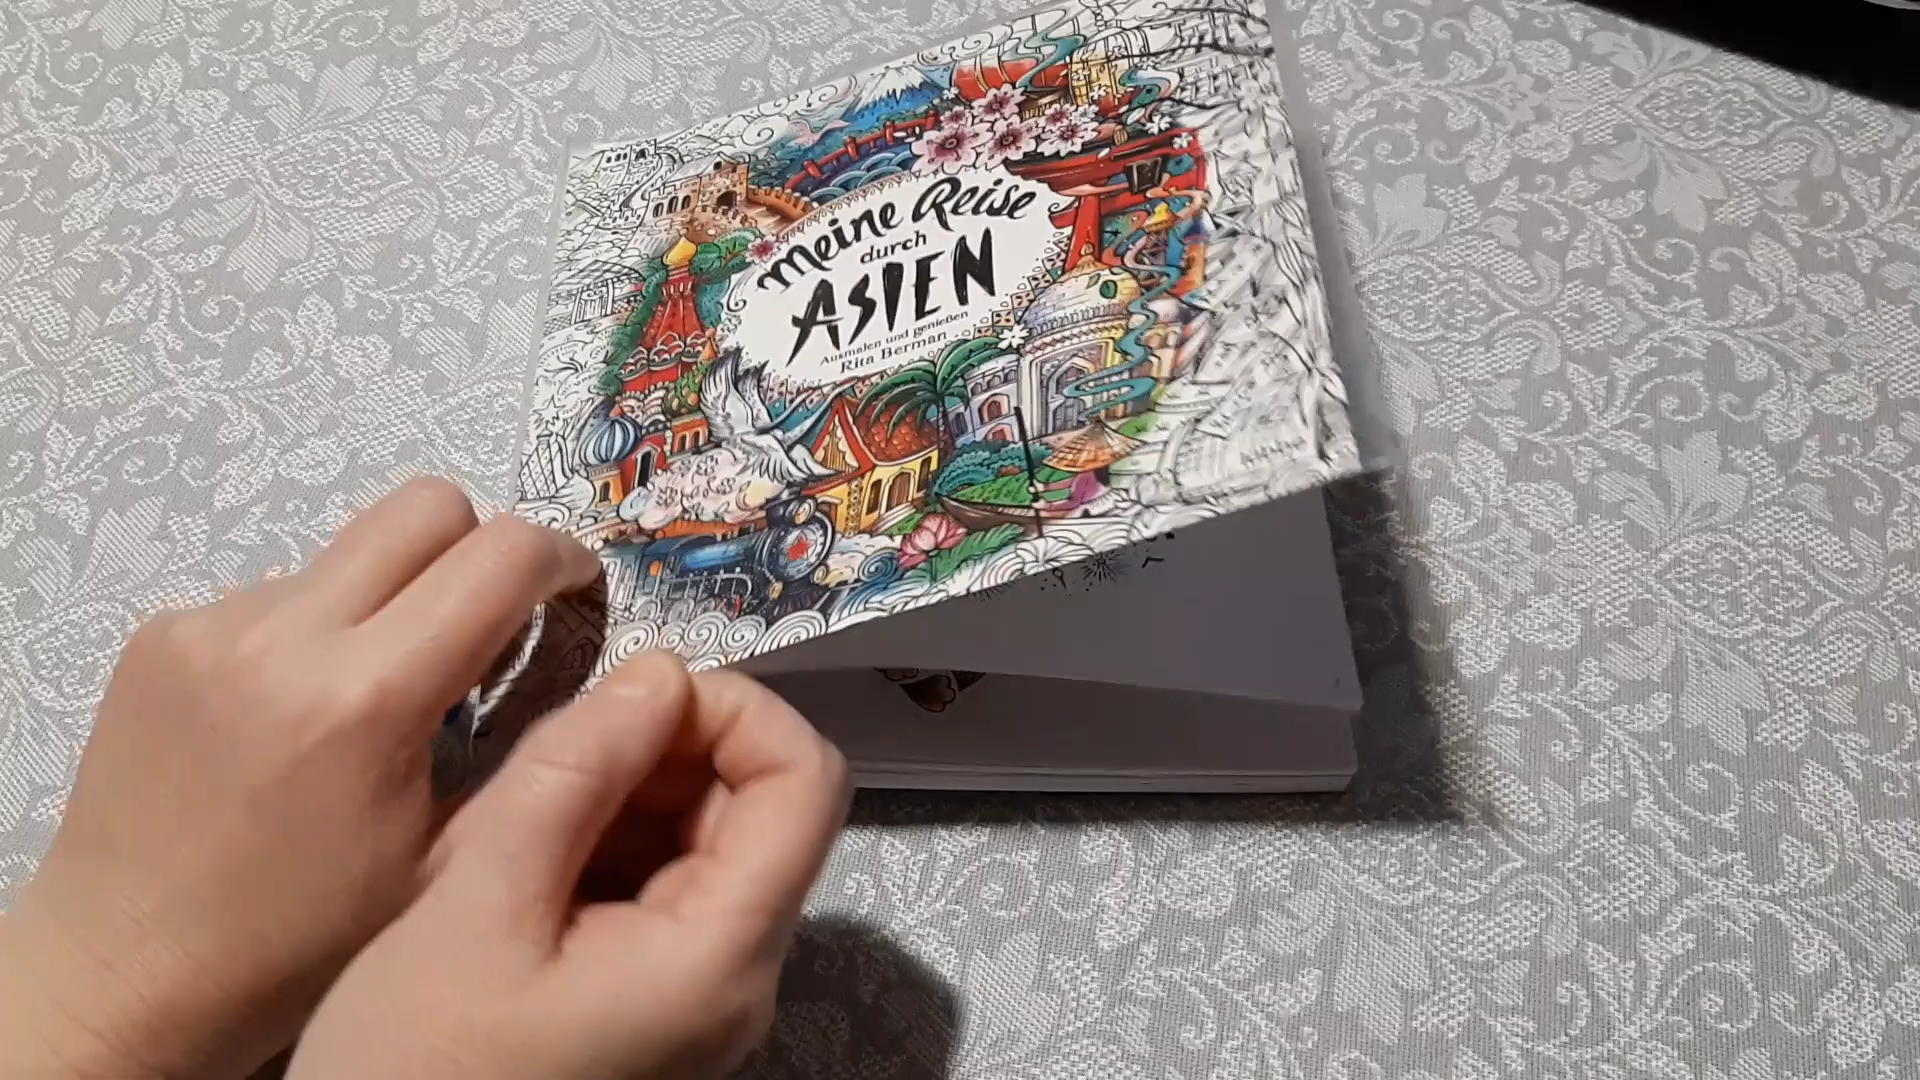 Meine Reise
durch
ASIEN
Ausmalen und genießen
Rita Berman